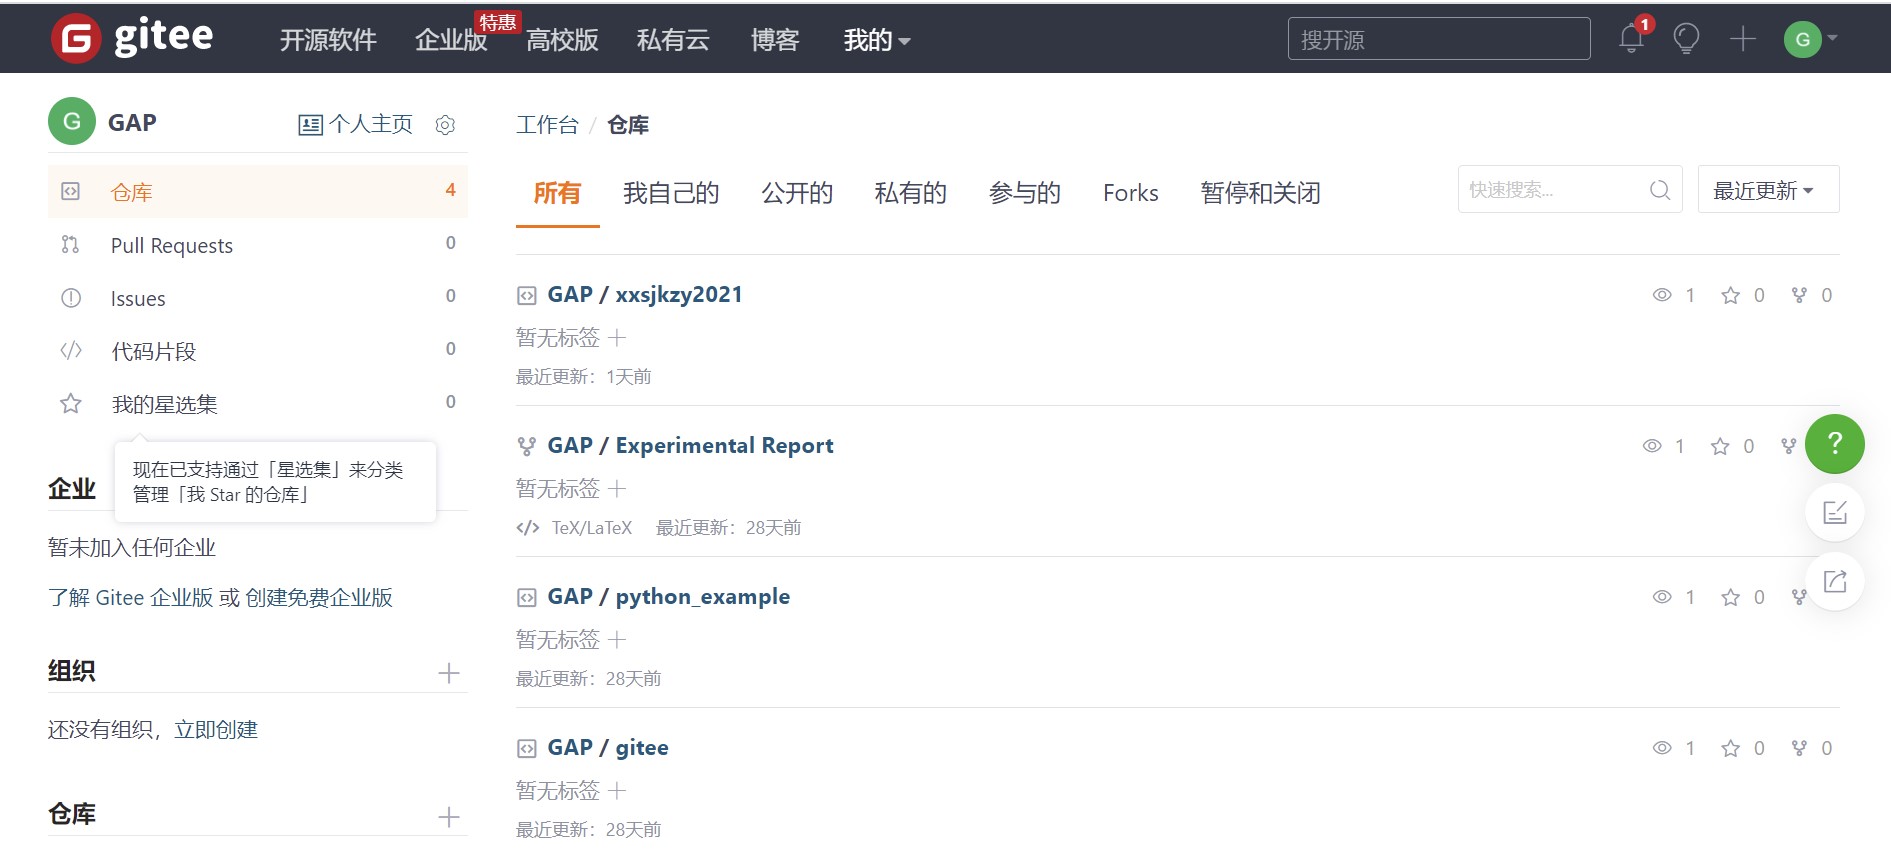 gitee 开源软件 企业版 特惠 高校版 私有云 博客 我的 搜开源 1 G
G GAP 个人主页
仓库 4
Pull Requests 0
Issues 0
代码片段 0
我的星选集 0
现在已支持通过「星选集」来分类
管理「我 Star 的仓库」
企业
暂未加入任何企业
了解 Gitee 企业版 或 创建免费企业版
组织
还没有组织，立即创建
仓库
工作台 / 仓库
所有 我自己的 公开的 私有的 参与的 Forks 暂停和关闭 快速搜索... 最近更新
GAP / xxsjkzy2021 1 0 0
暂无标签
最近更新：1天前
GAP / Experimental Report 1 0
暂无标签
</> TeX/LaTeX 最近更新：28天前
GAP / python_example 1 0
暂无标签
最近更新：28天前
GAP / gitee 1 0 0
暂无标签
最近更新：28天前
?